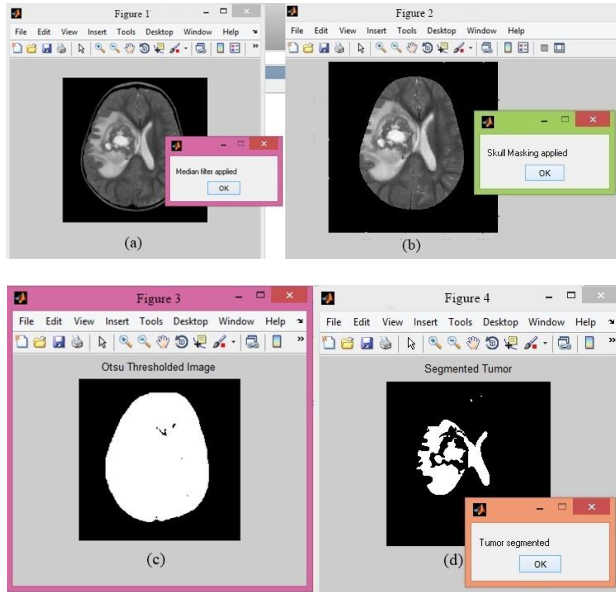 Figure 1
File Edit View Insert Tools Desktop Window Help
Median filter applied
OK
(a)
Figure 2
File Edit View Insert Tools Desktop Window Help
Skull Masking applied
OK
(b)
Figure 3
File Edit View Insert Tools Desktop Window Help
Otsu Thresholded Image
(c)
Figure 4
File Edit View Insert Tools Desktop Window Help
Segmented Tumor
Tumor segmented
OK
(d)